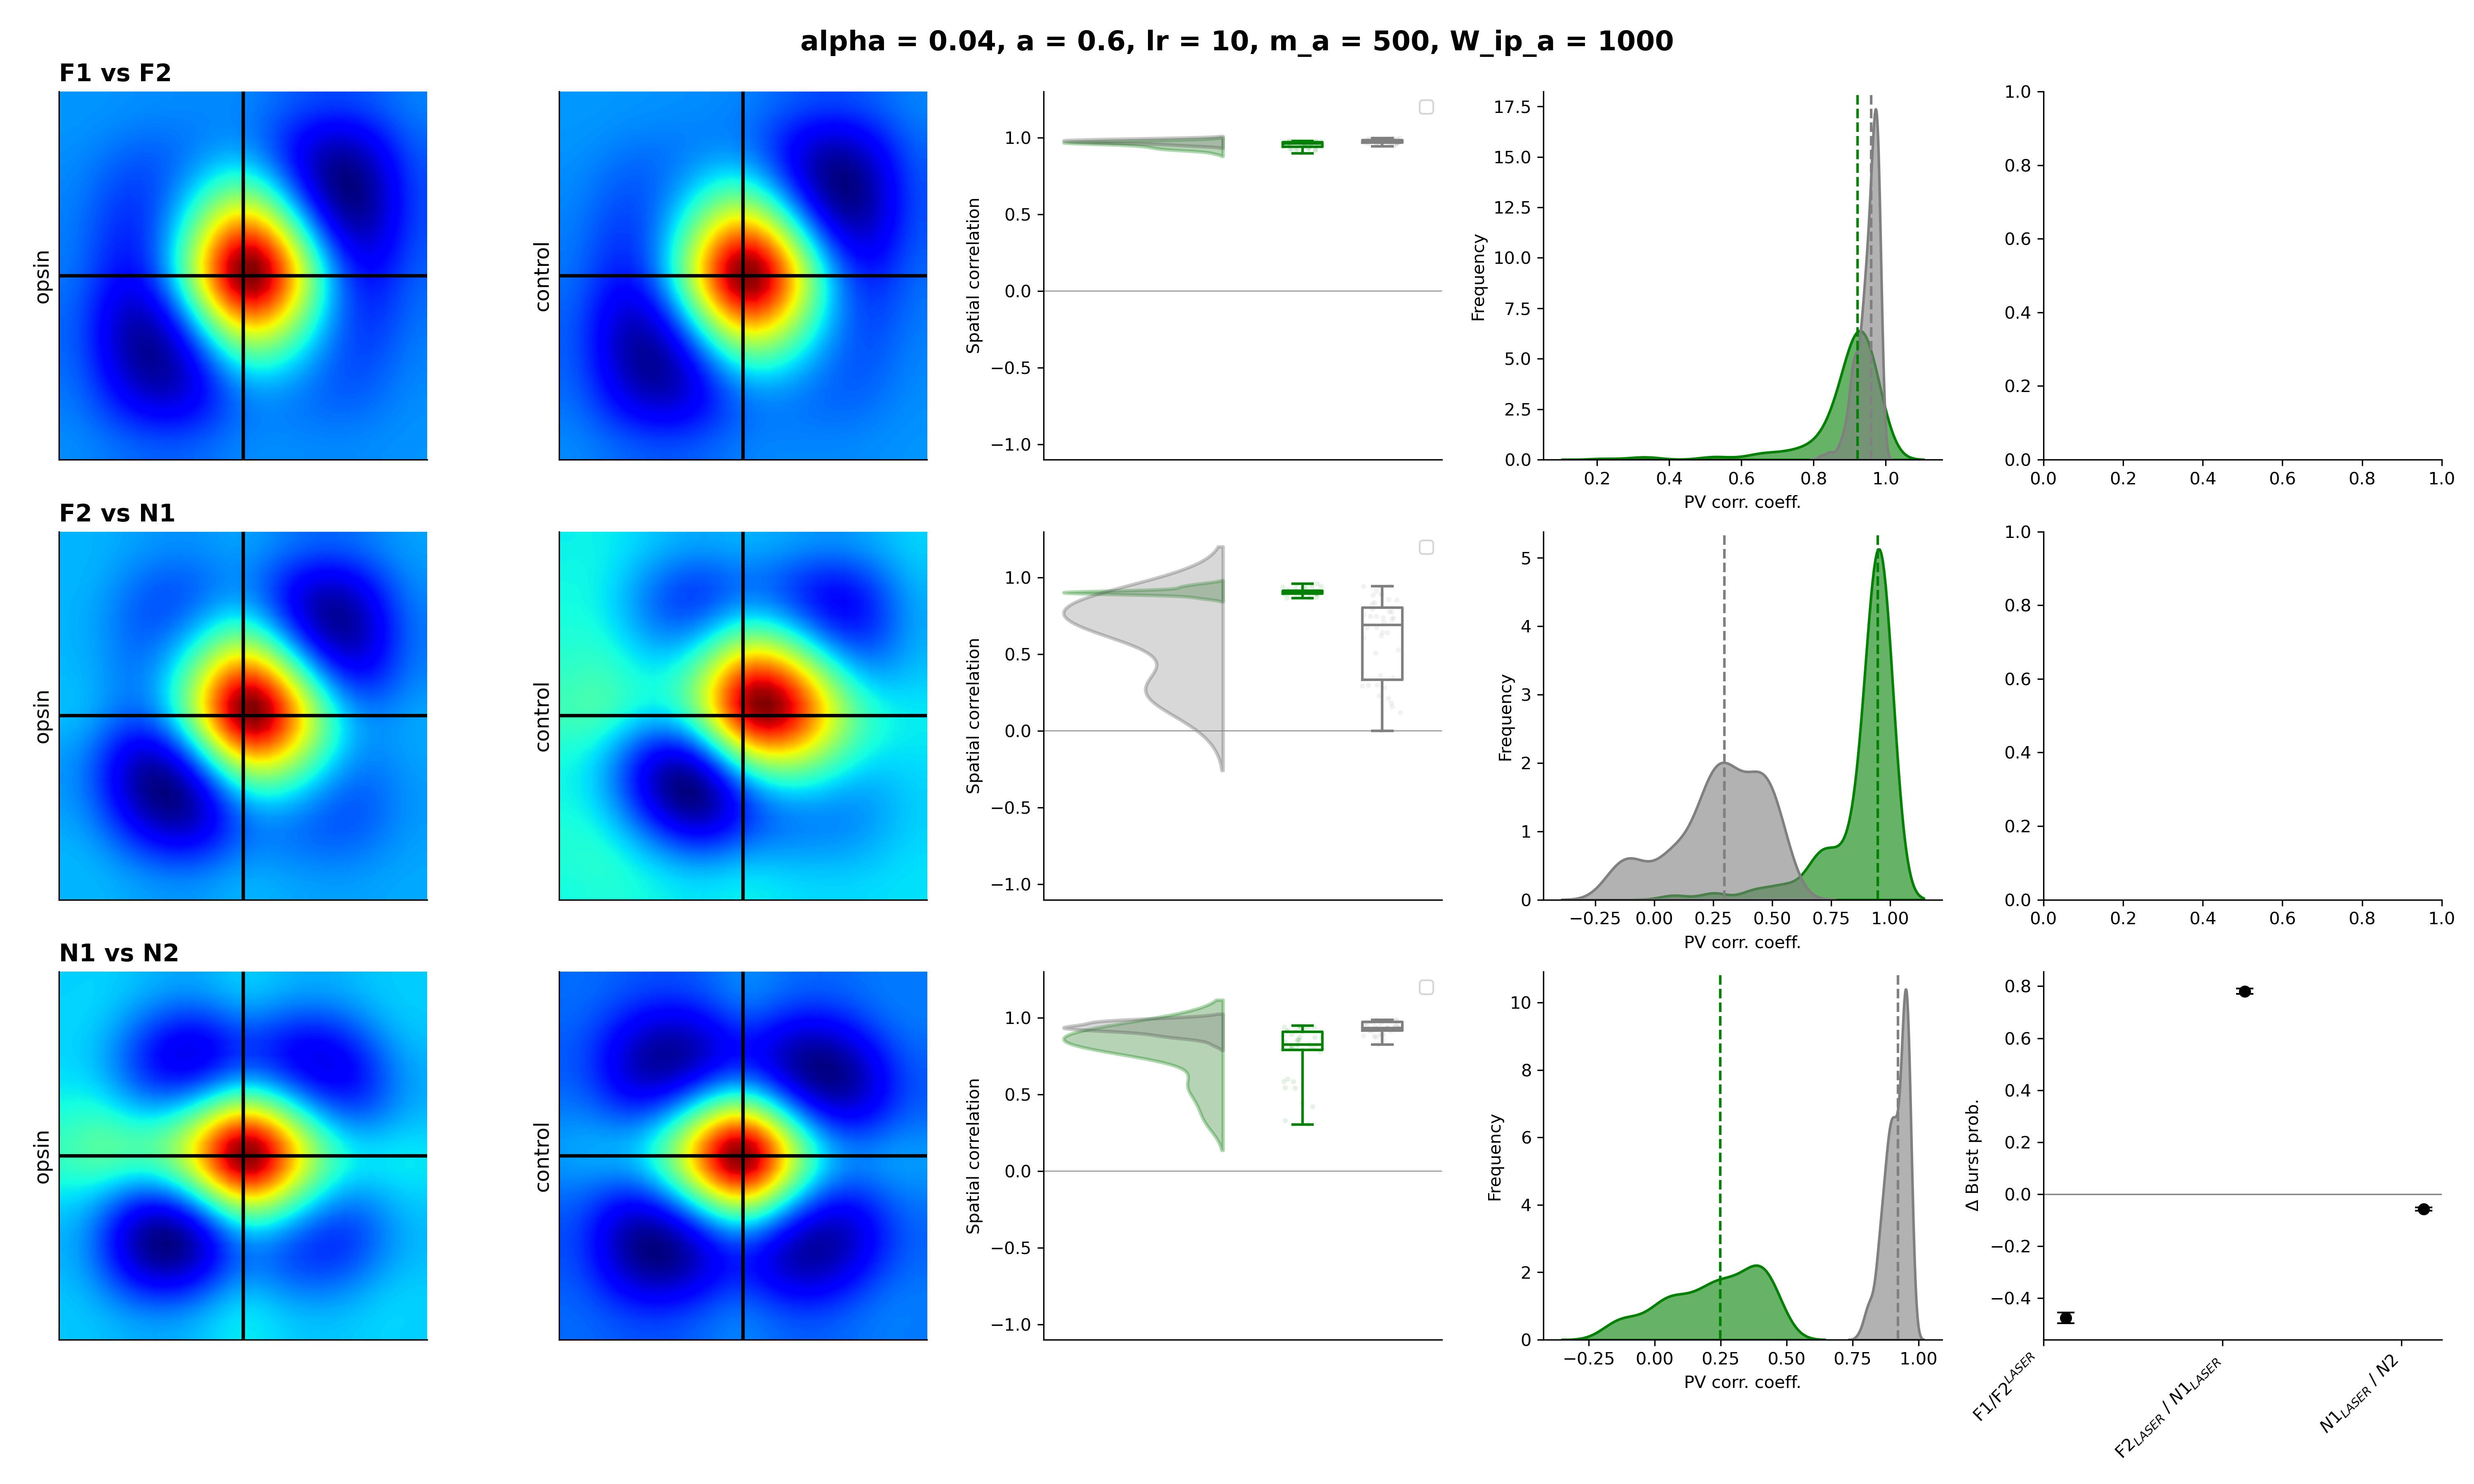 alpha = 0.04, a = 0.6, lr = 10, m_a = 500, W_ip_a = 1000
F1 vs F2
opsin
control
Spatial correlation
1.0
0.5
0.0
−0.5
−1.0
Frequency
17.5
15.0
12.5
10.0
7.5
5.0
2.5
0.0
0.2 0.4 0.6 0.8 1.0
PV corr. coeff.
1.0
0.8
0.6
0.4
0.2
0.0
0.0 0.2 0.4 0.6 0.8 1.0
F2 vs N1
opsin
control
Spatial correlation
1.0
0.5
0.0
−0.5
−1.0
Frequency
5
4
3
2
1
0
−0.25 0.00 0.25 0.50 0.75 1.00
PV corr. coeff.
1.0
0.8
0.6
0.4
0.2
0.0
0.0 0.2 0.4 0.6 0.8 1.0
N1 vs N2
opsin
control
Spatial correlation
1.0
0.5
0.0
−0.5
−1.0
Frequency
10
8
6
4
2
0
−0.25 0.00 0.25 0.50 0.75 1.00
PV corr. coeff.
Δ Burst prob.
0.8
0.6
0.4
0.2
0.0
−0.2
−0.4
F1/F2^LASER
F2_LASER / N1_LASER
N1_LASER / N2